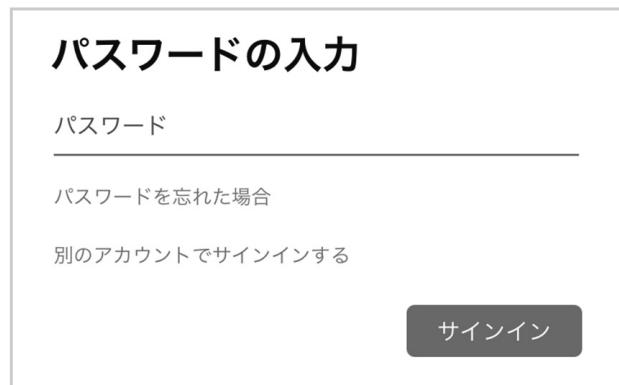 パスワードの入力
パスワード
パスワードを忘れた場合
別のアカウントでサインインする
サインイン